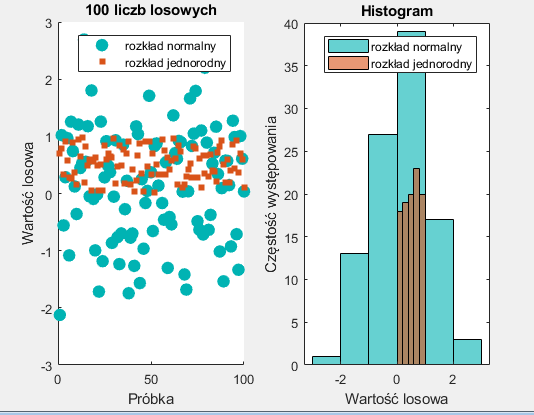 100 liczb losowych
rozkład normalny
rozkład jednorodny
Wartość losowa
3
2
1
0
-1
-2
-3
0
50
100
Próbka
Histogram
rozkład normalny
rozkład jednorodny
Częstość występowania
40
35
30
25
20
15
10
5
0
-2
0
2
Wartość losowa